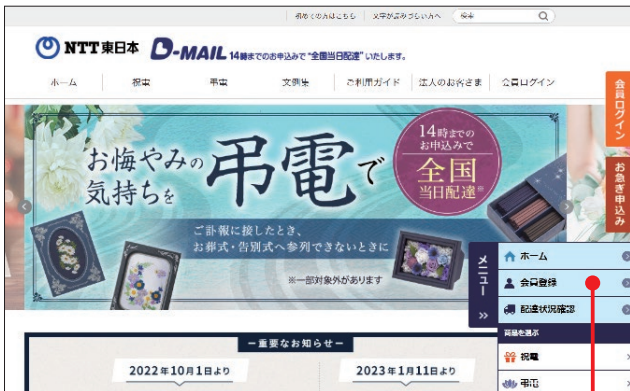 初めての方はこちら
文字が読みづらい方へ
検索
NTT東日本
D-MAIL 14時までのお申込みで“全国当日配達”いたします。
ホーム
祝電
弔電
文例集
ご利用ガイド
法人のお客さま
会員ログイン
会員ログイン
お急ぎ申込み
お悔やみの
気持ちを
弔電で
14時までの
お申込みで
全国
当日配達※
ご訃報に接したとき、
お葬式・告別式へ参列できないときに
※一部対象外があります
メニュー
ホーム
会員登録
配達状況確認
商品を選ぶ
祝電
弔電
ー重要なお知らせー
2022年10月1日より
2023年1月11日より